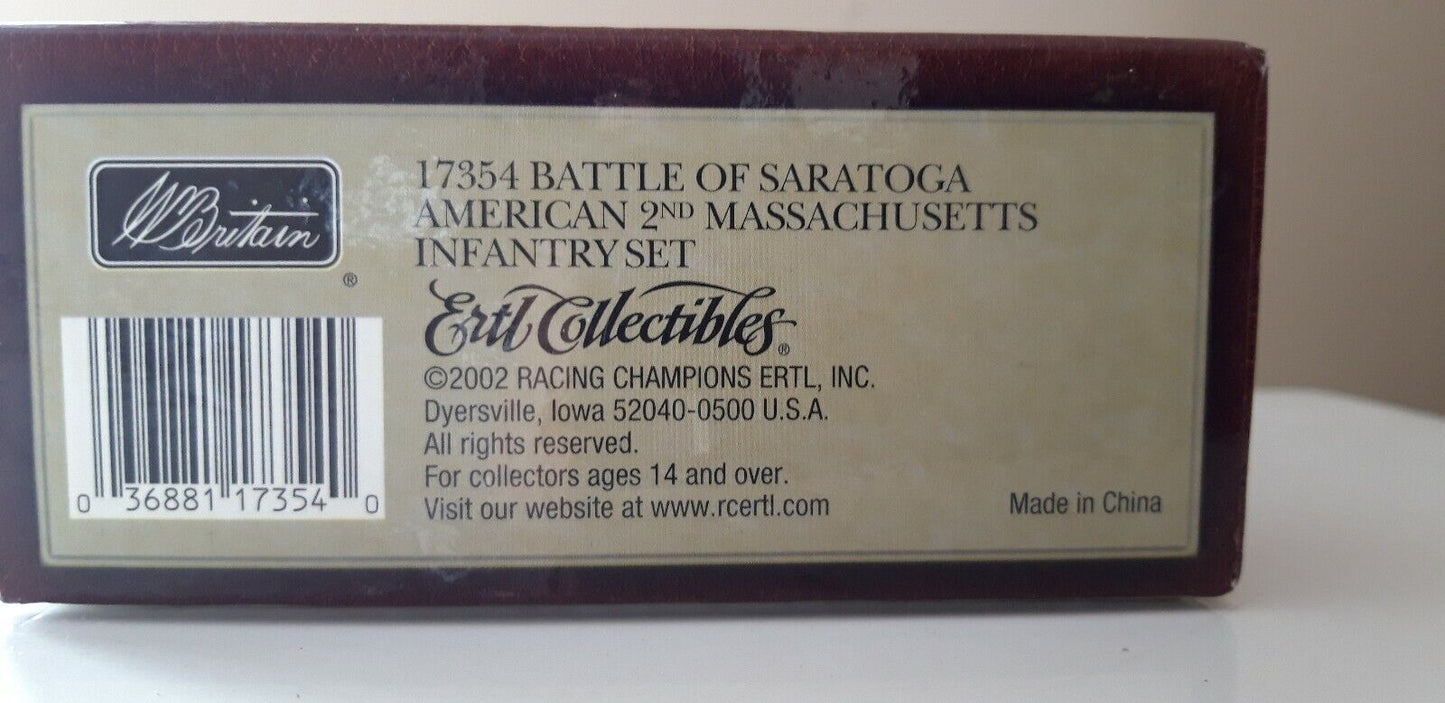 W Britain
®
17354 BATTLE OF SARATOGA
AMERICAN 2ND MASSACHUSETTS
INFANTRY SET
Ertl Collectibles®
©2002 RACING CHAMPIONS ERTL, INC.
Dyersville, Iowa 52040-0500 U.S.A.
All rights reserved.
For collectors ages 14 and over.
Visit our website at www.rcertl.com
Made in China
0 36881 17354 0